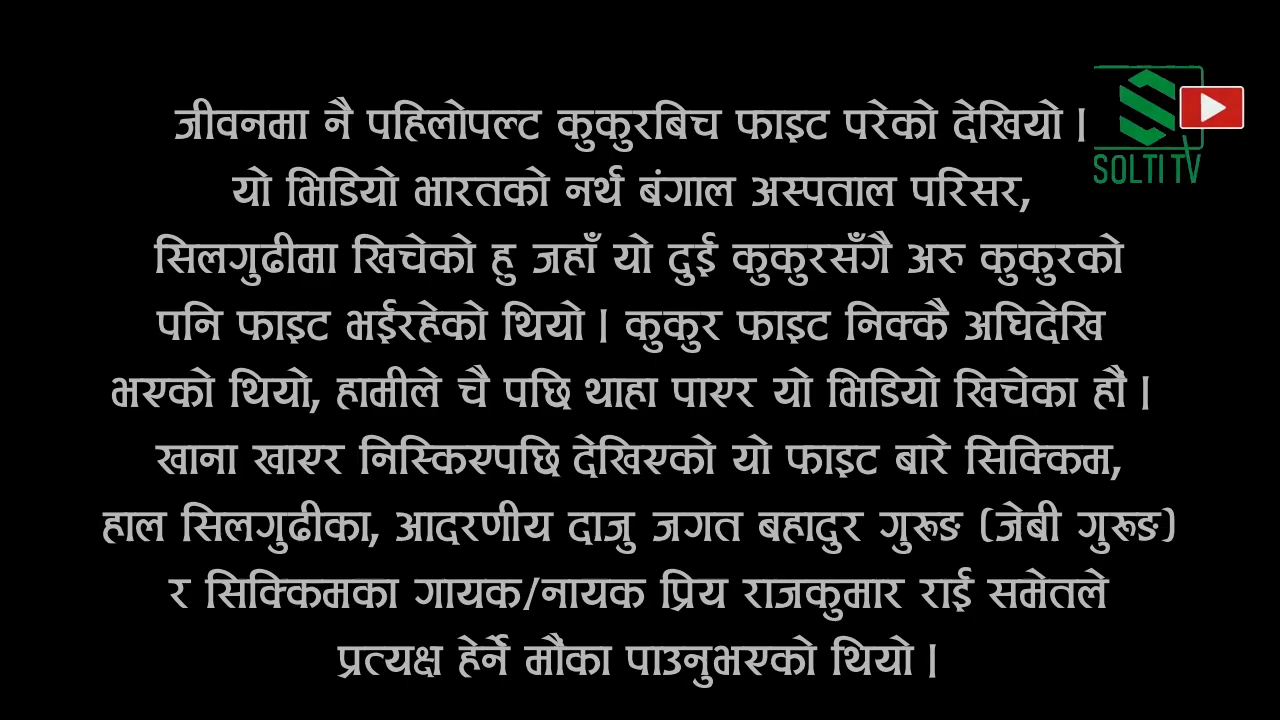 जीवनमा नै पहिलोपल्ट कुकुरबिच फाइट परेको देखियो ।
यो भिडियो भारतको नर्थ बंगाल अस्पताल परिसर,
सिलगुढीमा खिचेको हु जहाँ यो दुई कुकुरसँगै अरु कुकुरको
पनि फाइट भईरहेको थियो । कुकुर फाइट निक्कै अघिदेखि
भएको थियो, हामीले चै पछि थाहा पाएर यो भिडियो खिचेका हौं ।
खाना खाएर निस्किएपछि देखिएको यो फाइट बारे सिक्किम,
हाल सिलगुढीका, आदरणीय दाजु जगत बहादुर गुरूङ (जेबी गुरूङ)
र सिक्किमका गायक/नायक प्रिय राजकुमार राई समेतले
प्रत्यक्ष हेर्ने मौका पाउनुभएको थियो ।
SOLTI TV